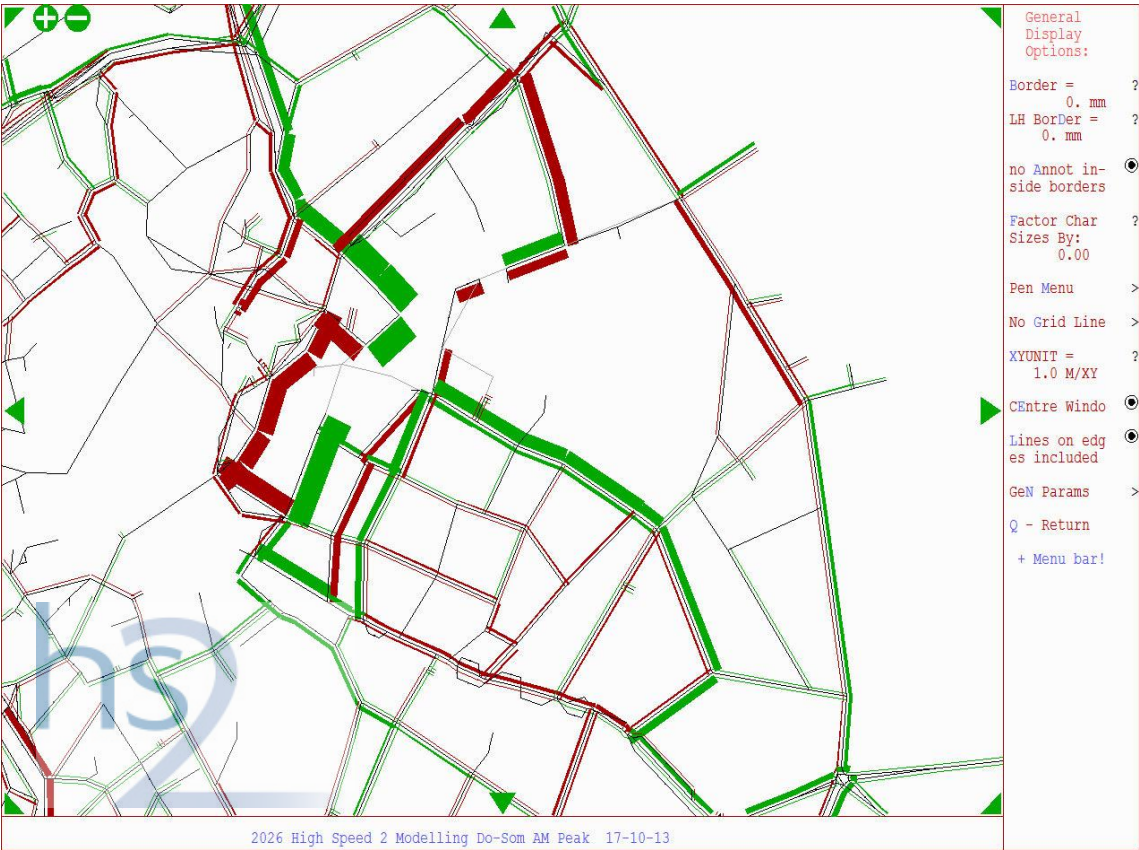 General
Display
Options:
Border = ?
0. mm
LH BorDer = ?
0. mm
no Annot in-
side borders
Factor Char ?
Sizes By:
0.00
Pen Menu >
No Grid Line >
XYUNIT = ?
1.0 M/XY
CEntre Windo
Lines on edg
es included
GeN Params >
Q - Return
+ Menu bar!
hs2
2026 High Speed 2 Modelling Do-Som AM Peak 17-10-13